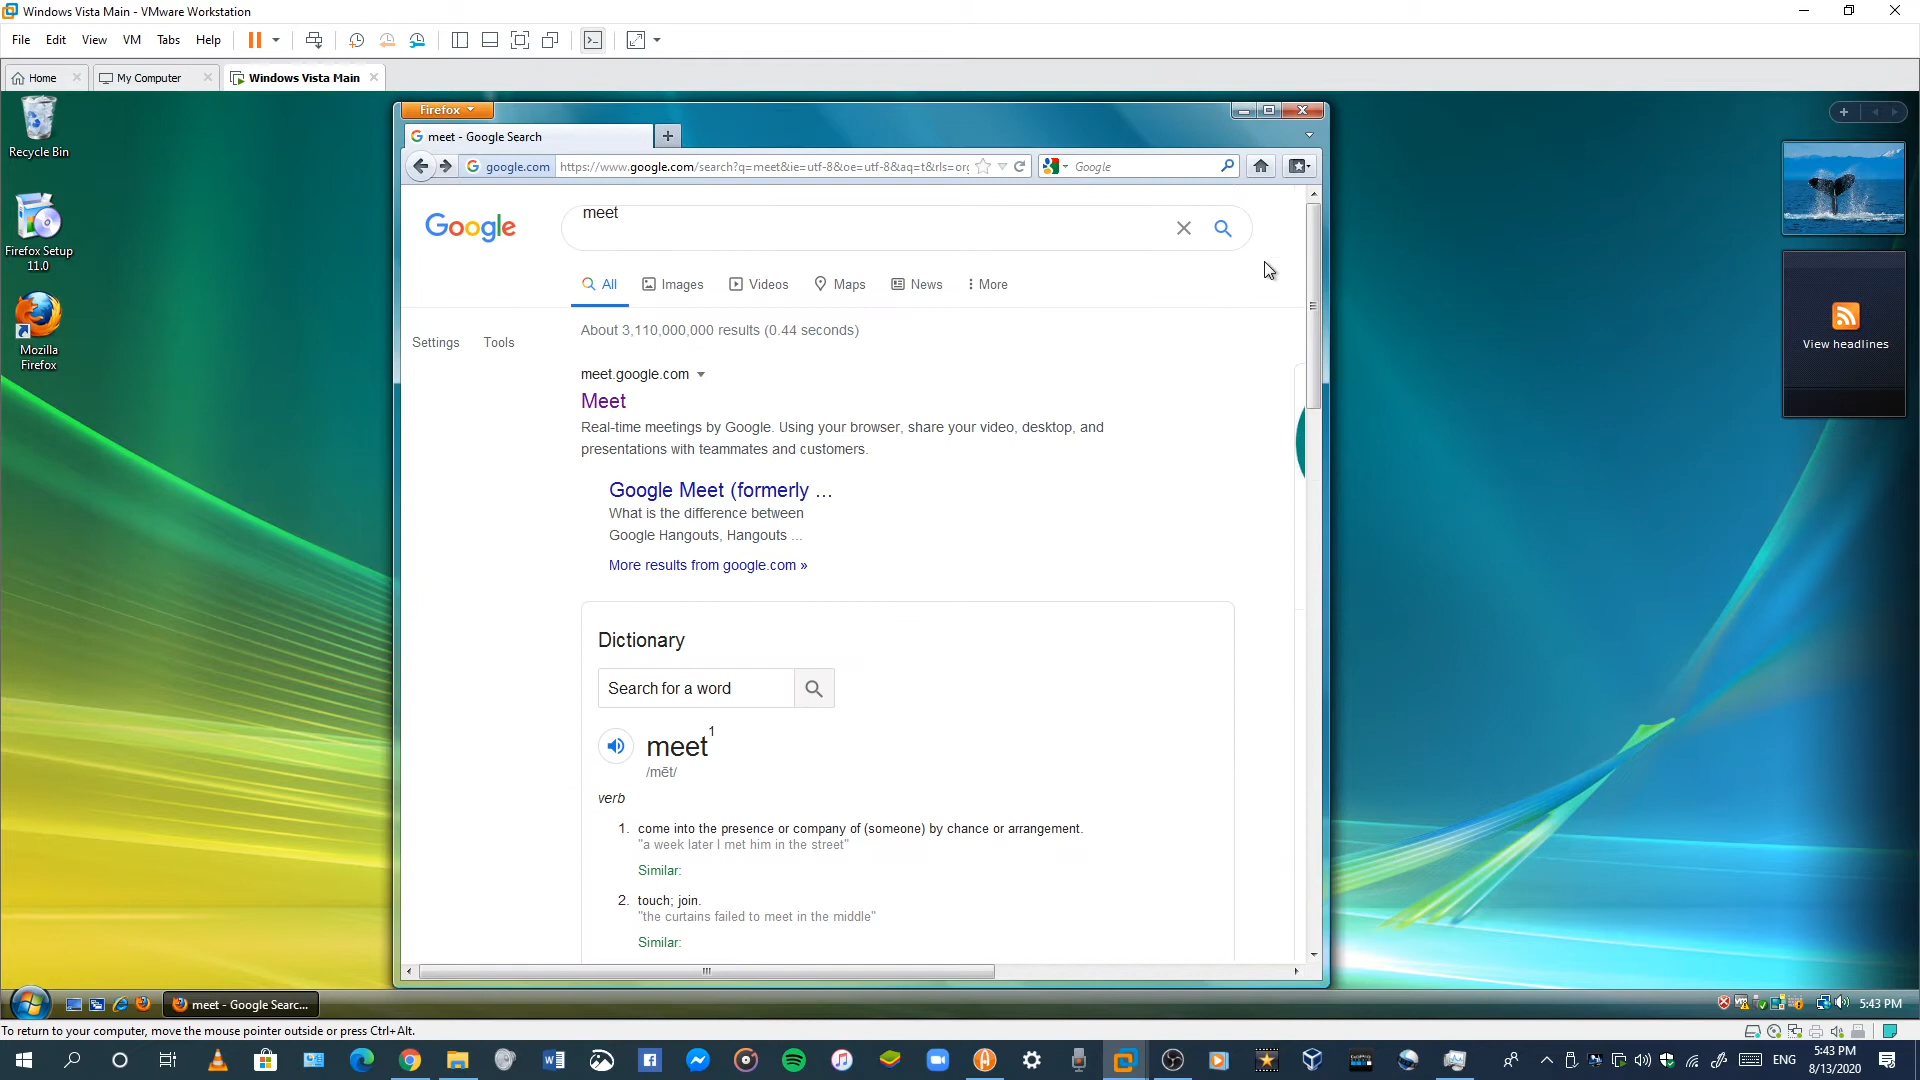 Windows Vista Main - VMware Workstation
File Edit View VM Tabs Help
Home My Computer Windows Vista Main
Recycle Bin
Firefox Setup
11.0
Mozilla
Firefox
Firefox
meet - Google Search
google.com https://www.google.com/search?q=meet&ie=utf-8&oe=utf-8&aq=t&rls=org Google
Google meet
All Images Videos Maps News More
Settings Tools
About 3,110,000,000 results (0.44 seconds)
meet.google.com
Meet
Real-time meetings by Google. Using your browser, share your video, desktop, and
presentations with teammates and customers.
Google Meet (formerly ...
What is the difference between
Google Hangouts, Hangouts ...
More results from google.com »
Dictionary
Search for a word
meet1
/mēt/
verb
1. come into the presence or company of (someone) by chance or arrangement.
"a week later I met him in the street"
Similar:
2. touch; join.
"the curtains failed to meet in the middle"
Similar:
View headlines
meet - Google Searc... 5:43 PM
To return to your computer, move the mouse pointer outside or press Ctrl+Alt.
ENG 5:43 PM
8/13/2020